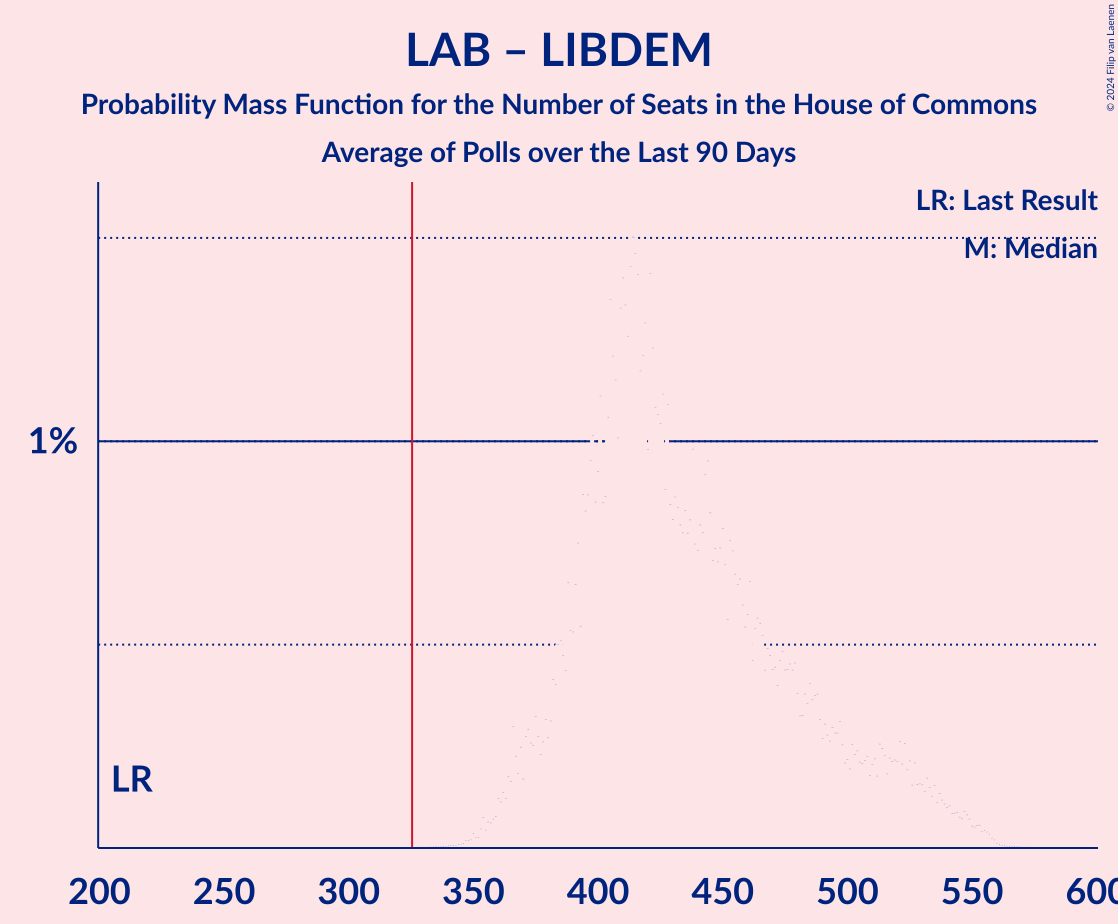 LAB – LIBDEM
Probability Mass Function for the Number of Seats in the House of Commons
Average of Polls over the Last 90 Days
© 2024 Filip van Laenen
LR: Last Result
M: Median
1%
LR
200 250 300 350 400 450 500 550 600